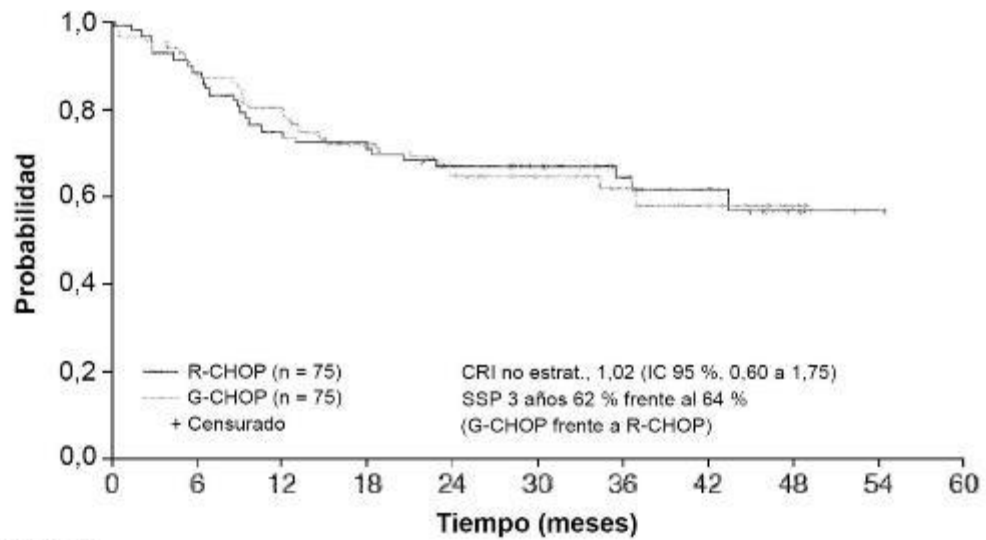 1,0
0,8
0,6
0,4
0,2
0,0
Probabilidad
R-CHOP (n = 75)
G-CHOP (n = 75)
+ Censurado
CRI no estrat., 1,02 (IC 95 %, 0,60 a 1,75)
SSP 3 años 62 % frente al 64 %
(G-CHOP frente a R-CHOP)
0 6 12 18 24 30 36 42 48 54 60
Tiempo (meses)